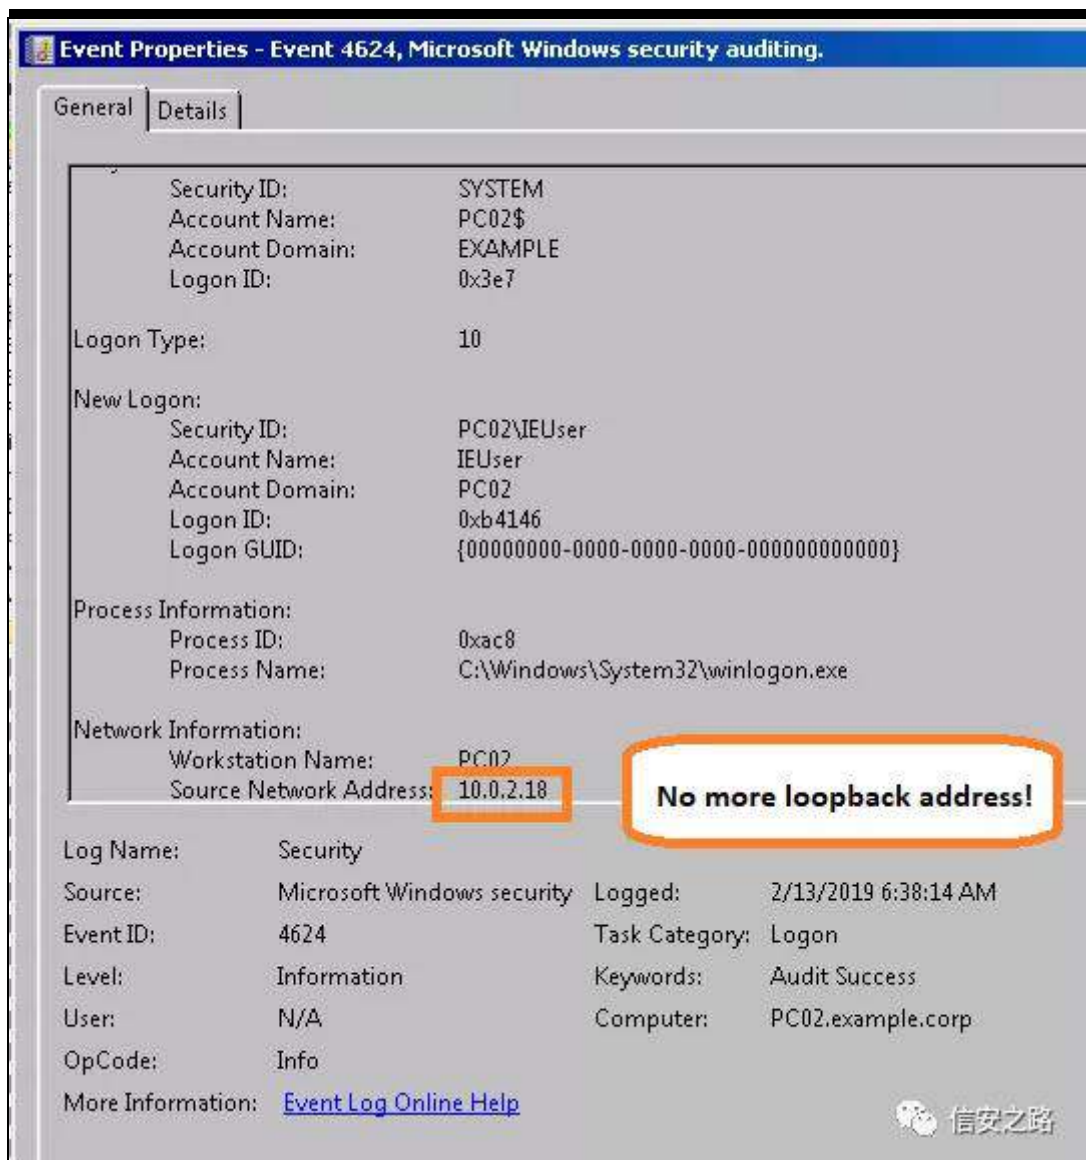 Event Properties - Event 4624, Microsoft Windows security auditing.
General Details
Security ID: SYSTEM
Account Name: PC02$
Account Domain: EXAMPLE
Logon ID: 0x3e7
Logon Type: 10
New Logon:
Security ID: PC02\IEUser
Account Name: IEUser
Account Domain: PC02
Logon ID: 0xb4146
Logon GUID: {00000000-0000-0000-0000-000000000000}
Process Information:
Process ID: 0xac8
Process Name: C:\Windows\System32\winlogon.exe
Network Information:
Workstation Name: PC02
Source Network Address: 10.0.2.18
No more loopback address!
Log Name: Security
Source: Microsoft Windows security Logged: 2/13/2019 6:38:14 AM
Event ID: 4624 Task Category: Logon
Level: Information Keywords: Audit Success
User: N/A Computer: PC02.example.corp
OpCode: Info
More Information: Event Log Online Help
信安之路